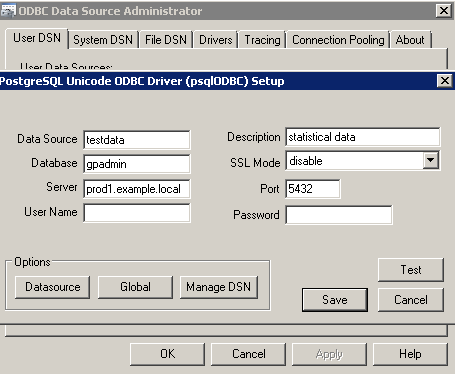 ODBC Data Source Administrator
User DSN System DSN File DSN Drivers Tracing Connection Pooling About
User Data Sources:
PostgreSQL Unicode ODBC Driver (psqlODBC) Setup
Data Source testdata Description statistical data
Database gpadmin SSL Mode disable
Server prod1.example.local Port 5432
User Name Password
Options
Datasource Global Manage DSN
Test
Save Cancel
OK Cancel Apply Help